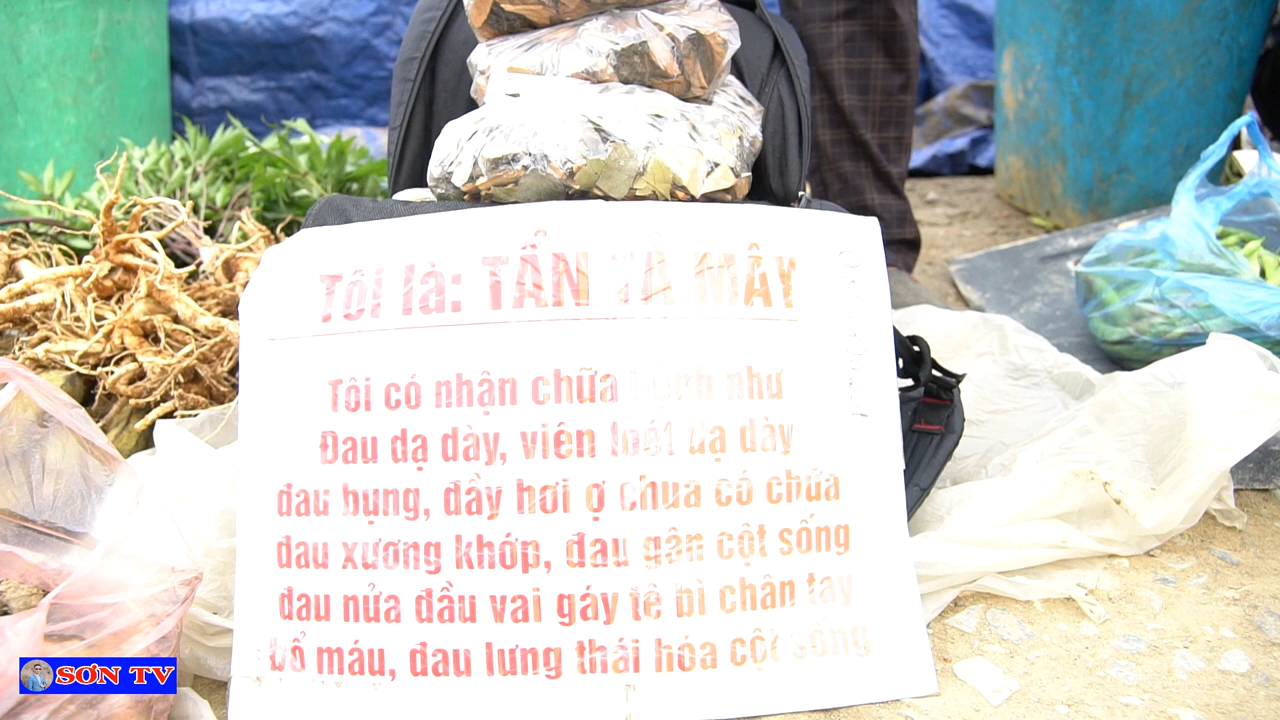 Tôi là: TẨN TẢ MÂY
Tôi có nhận chữa bệnh như
Đau dạ dày, viên loét dạ dày
đau bụng, đầy hơi ợ chua có chữa
đau xương khớp, đau gân cột sống
đau nửa đầu vai gáy tê bì chân tay
bổ máu, đau lưng thái hóa cột sống
SƠN TV